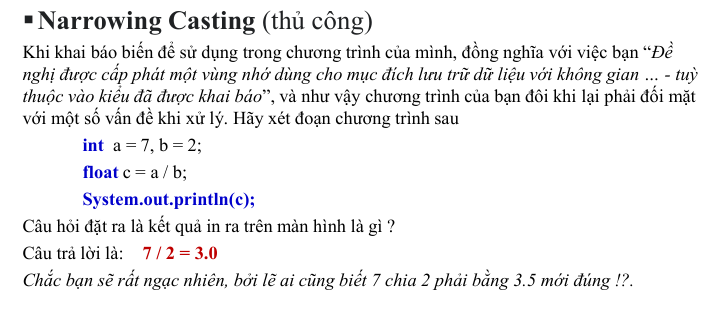 ▪ Narrowing Casting (thủ công)
Khi khai báo biến để sử dụng trong chương trình của mình, đồng nghĩa với việc bạn “Đề
nghị được cấp phát một vùng nhớ dùng cho mục đích lưu trữ dữ liệu với không gian ... - tuỳ
thuộc vào kiểu đã được khai báo”, và như vậy chương trình của bạn đôi khi lại phải đối mặt
với một số vấn đề khi xử lý. Hãy xét đoạn chương trình sau
int a = 7, b = 2;
float c = a / b;
System.out.println(c);
Câu hỏi đặt ra là kết quả in ra trên màn hình là gì ?
Câu trả lời là: 7 / 2 = 3.0
Chắc bạn sẽ rất ngạc nhiên, bởi lẽ ai cũng biết 7 chia 2 phải bằng 3.5 mới đúng !?.